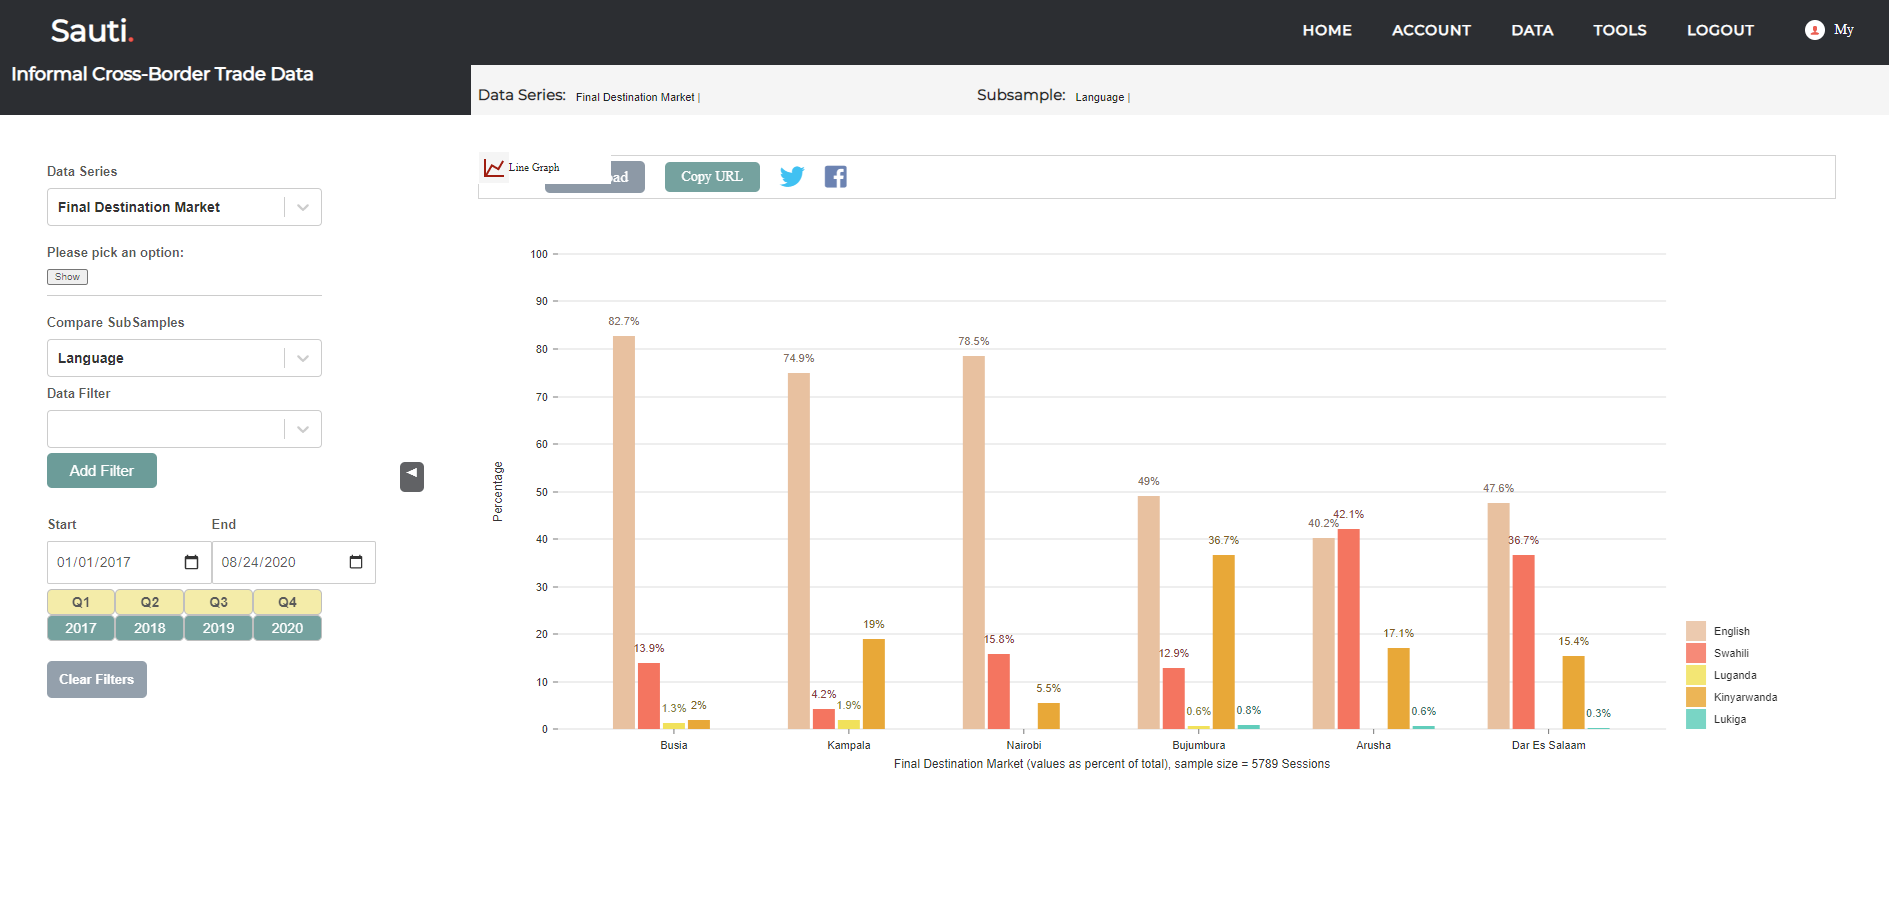 Sauti.
HOME ACCOUNT DATA TOOLS LOGOUT My
Informal Cross-Border Trade Data
Data Series: Final Destination Market |
Subsample: Language |
Data Series
Final Destination Market
Please pick an option:
Show
Compare SubSamples
Language
Data Filter
Add Filter
Start End
01/01/2017 08/24/2020
Q1 Q2 Q3 Q4
2017 2018 2019 2020
Clear Filters
Line Graph
Copy URL
Percentage
100
90
80
70
60
50
40
30
20
10
0
82.7% 13.9% 1.3% 2%
74.9% 4.2% 1.9% 19%
78.5% 15.8% 5.5%
49% 12.9% 0.6% 36.7% 0.8%
40.2% 42.1% 17.1% 0.6%
47.6% 36.7% 15.4% 0.3%
Busia Kampala Nairobi Bujumbura Arusha Dar Es Salaam
Final Destination Market (values as percent of total), sample size = 5789 Sessions
English
Swahili
Luganda
Kinyarwanda
Lukiga